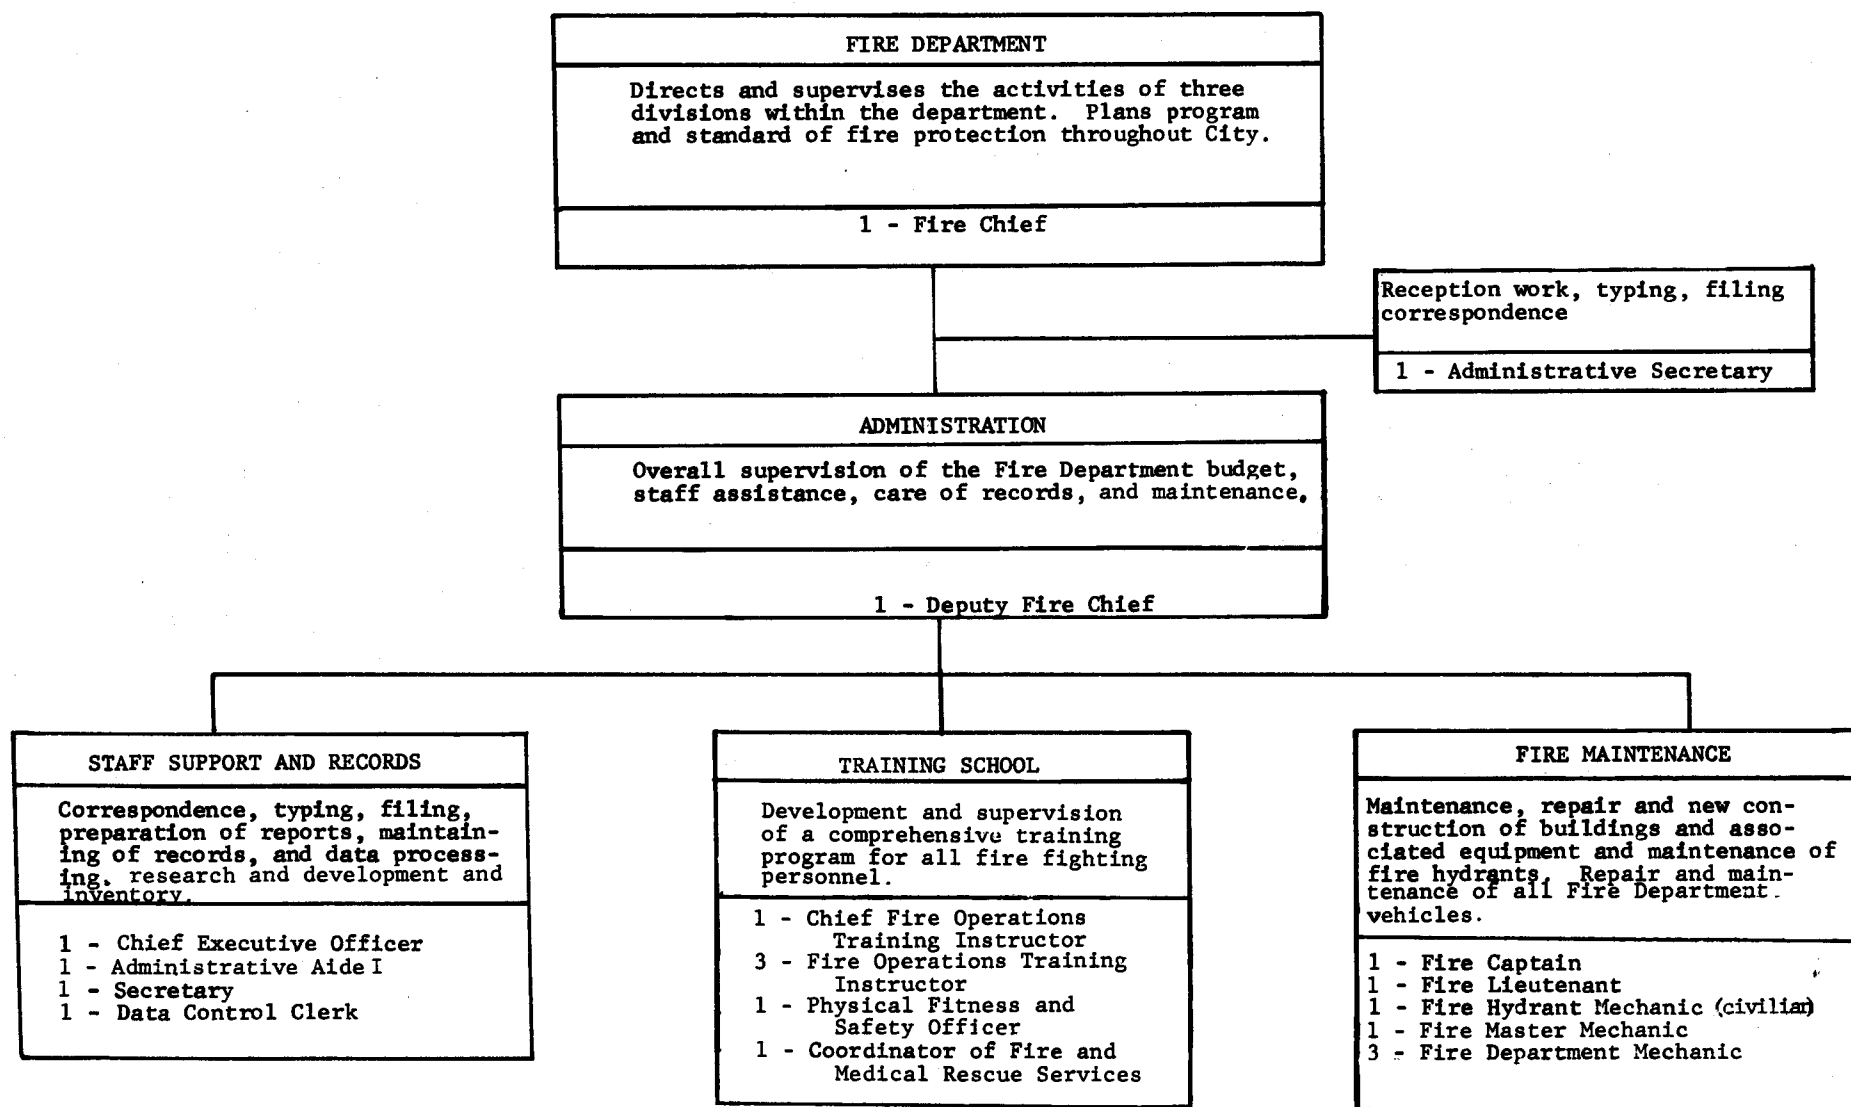 FIRE DEPARTMENT
Directs and supervises the activities of three
divisions within the department. Plans program
and standard of fire protection throughout City.
1 - Fire Chief
Reception work, typing, filing
correspondence
1 - Administrative Secretary
ADMINISTRATION
Overall supervision of the Fire Department budget,
staff assistance, care of records, and maintenance.
1 - Deputy Fire Chief
STAFF SUPPORT AND RECORDS
Correspondence, typing, filing,
preparation of reports, maintain-
ing of records, and data process-
ing, research and development and
inventory.
1 - Chief Executive Officer
1 - Administrative Aide I
1 - Secretary
1 - Data Control Clerk
TRAINING SCHOOL
Development and supervision
of a comprehensive training
program for all fire fighting
personnel.
1 - Chief Fire Operations
Training Instructor
3 - Fire Operations Training
Instructor
1 - Physical Fitness and
Safety Officer
1 - Coordinator of Fire and
Medical Rescue Services
FIRE MAINTENANCE
Maintenance, repair and new con-
struction of buildings and asso-
ciated equipment and maintenance of
fire hydrants. Repair and main-
tenance of all Fire Department
vehicles.
1 - Fire Captain
1 - Fire Lieutenant
1 - Fire Hydrant Mechanic (civilian)
1 - Fire Master Mechanic
3 - Fire Department Mechanic